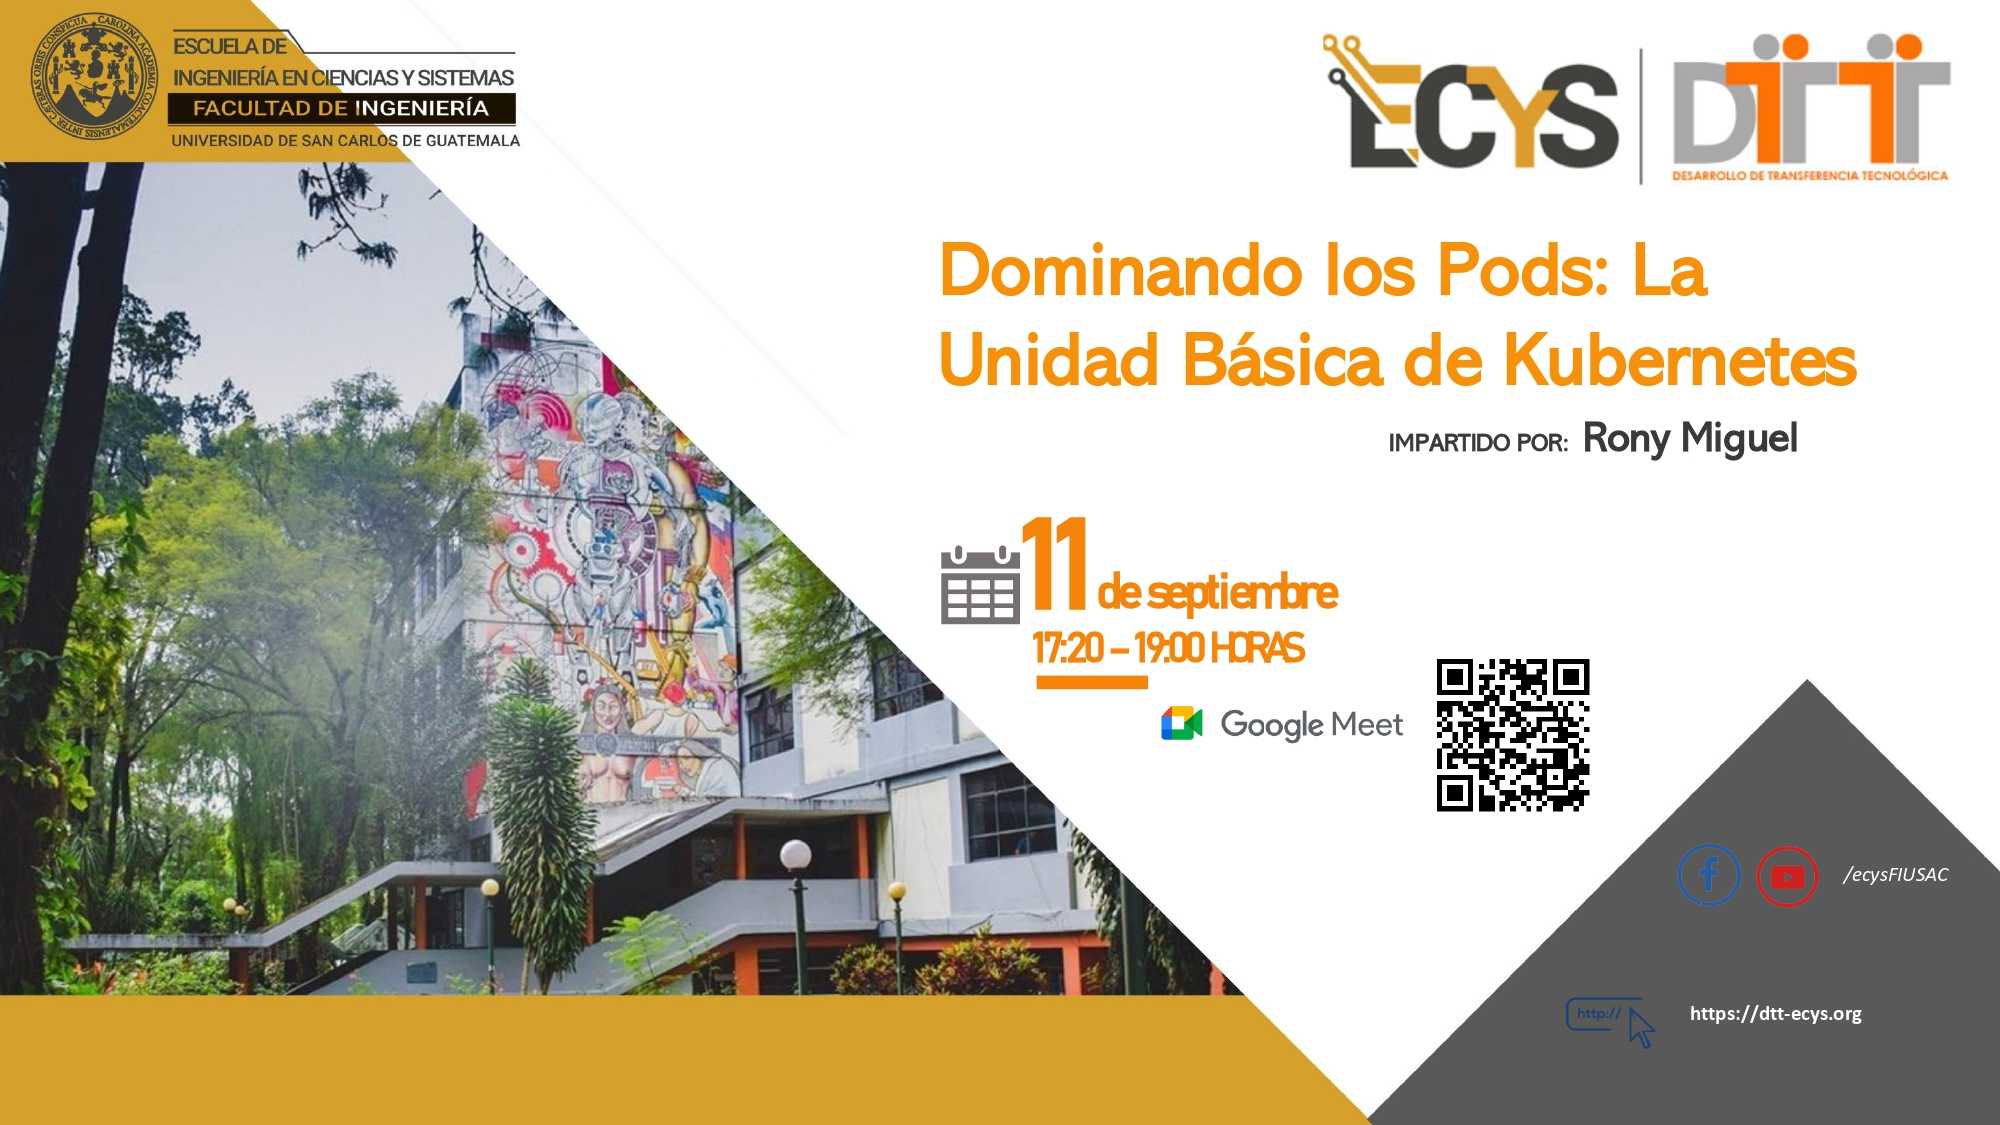 ESCUELA DE
INGENIERÍA EN CIENCIAS Y SISTEMAS
FACULTAD DE INGENIERÍA
UNIVERSIDAD DE SAN CARLOS DE GUATEMALA
ECYS
DTT
DESARROLLO DE TRANSFERENCIA TECNOLÓGICA
Dominando los Pods: La
Unidad Básica de Kubernetes
IMPARTIDO POR: Rony Miguel
11 de septiembre
17:20 – 19:00 HORAS
Google Meet
/ecysFIUSAC
http://
https://dtt-ecys.org